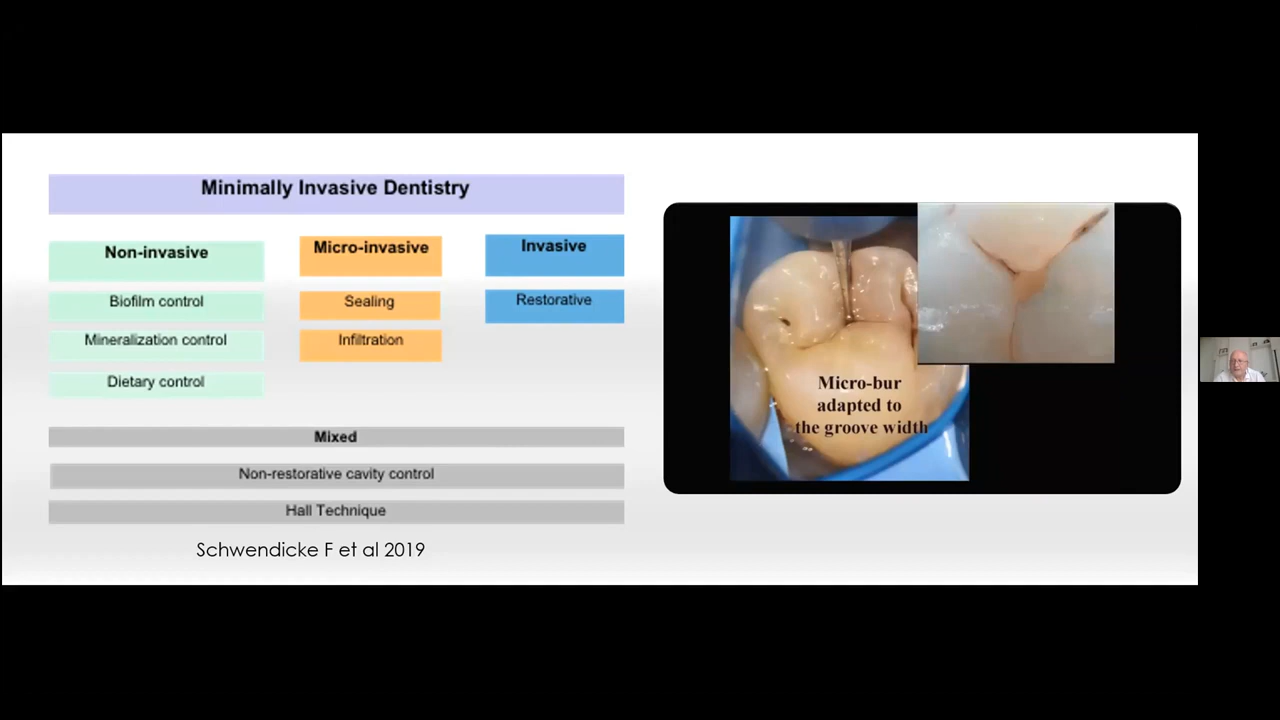 Minimally Invasive Dentistry
Non-invasive
Micro-invasive
Invasive
Biofilm control
Sealing
Restorative
Mineralization control
Infiltration
Dietary control
Mixed
Non-restorative cavity control
Hall Technique
Schwendicke F et al 2019
Micro-bur
adapted to
the groove width